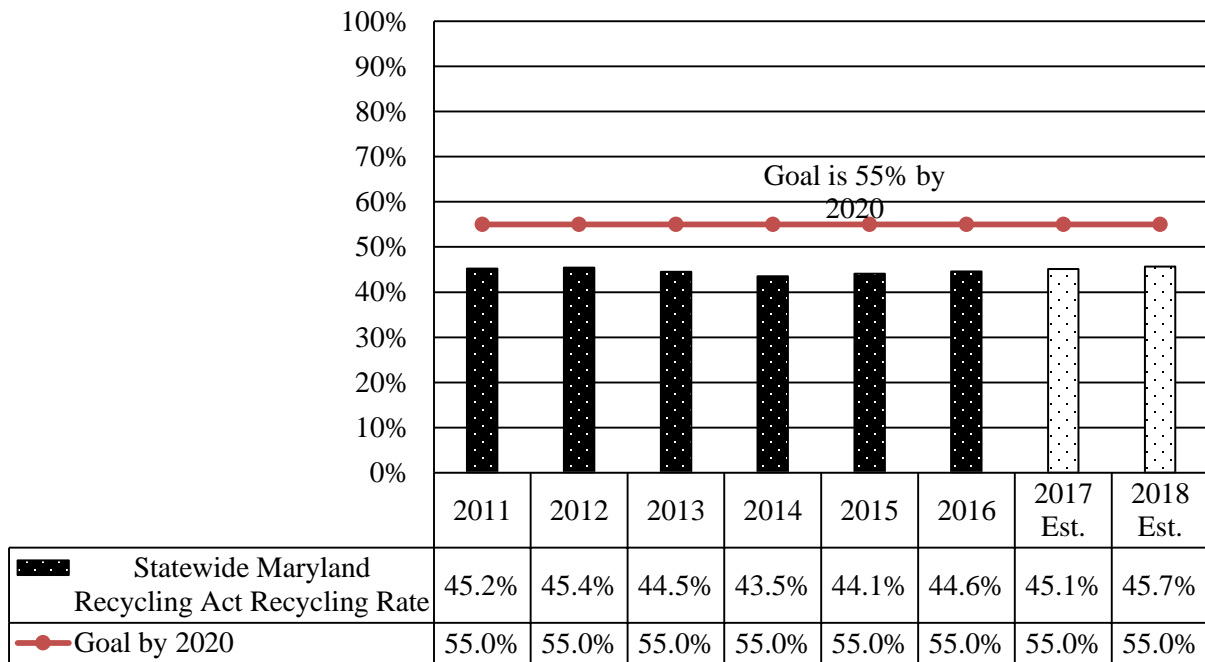 100%
90%
80%
70%
60%
50%
40%
30%
20%
10%
0%
Goal is 55% by
2020
2011 2012 2013 2014 2015 2016 2017 2018
Est. Est.
Statewide Maryland
Recycling Act Recycling Rate 45.2% 45.4% 44.5% 43.5% 44.1% 44.6% 45.1% 45.7%
Goal by 2020 55.0% 55.0% 55.0% 55.0% 55.0% 55.0% 55.0% 55.0%